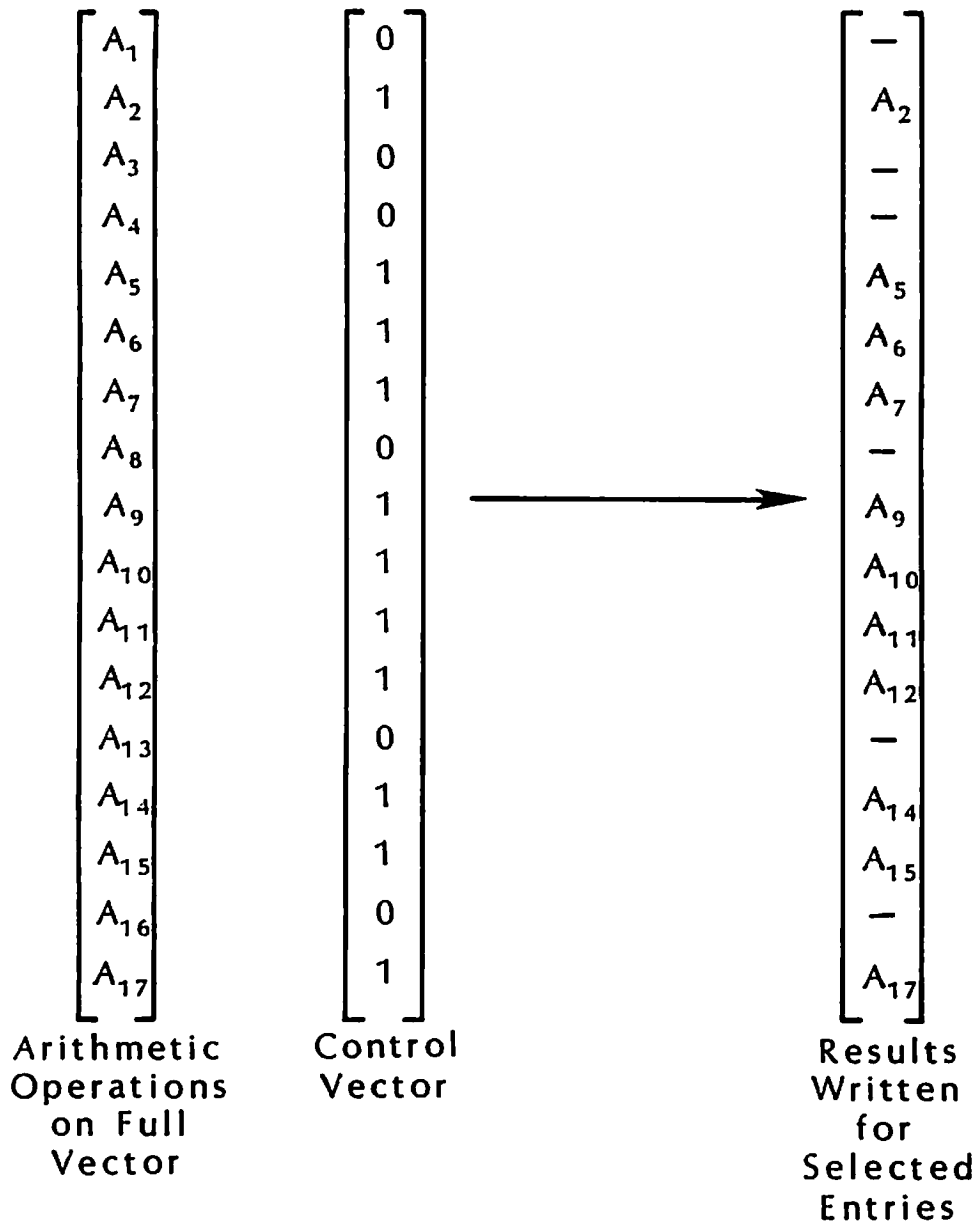 A₁ 0 —
A₂ 1 A₂
A₃ 0 —
A₄ 0 —
A₅ 1 A₅
A₆ 1 A₆
A₇ 1 A₇
A₈ 0 —
A₉ 1 A₉
A₁₀ 1 A₁₀
A₁₁ 1 A₁₁
A₁₂ 1 A₁₂
A₁₃ 0 —
A₁₄ 1 A₁₄
A₁₅ 1 A₁₅
A₁₆ 0 —
A₁₇ 1 A₁₇
Arithmetic
Operations
on Full
Vector
Control
Vector
Results
Written
for
Selected
Entries